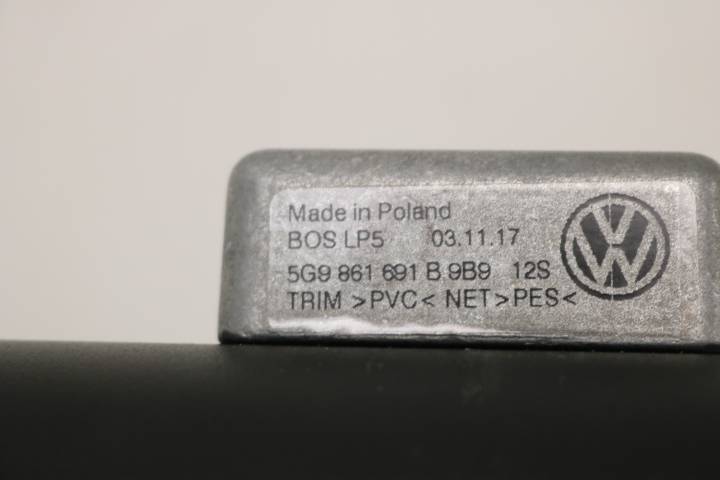 Made in Poland
BOS LP5 03.11.17
5G9 861 691 B 9B9 12S
TRIM >PVC< NET >PES<